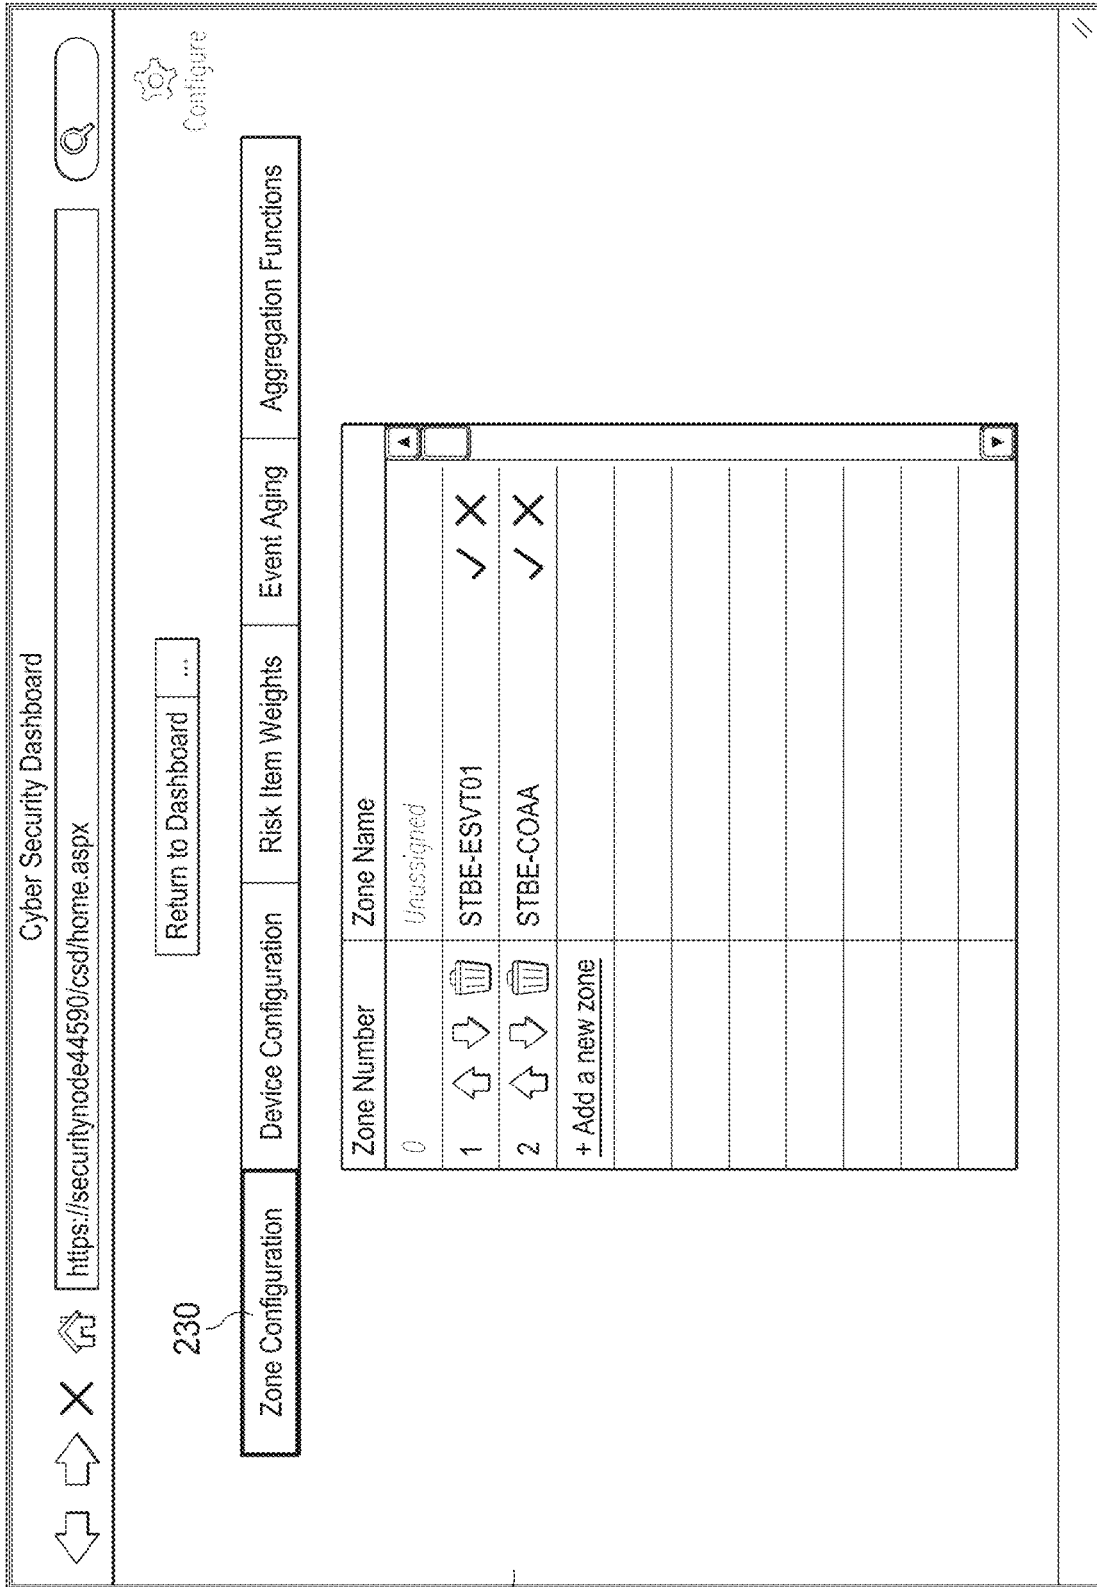 Cyber Security Dashboard
https://securitynode44590/csd/home.aspx
Configure
Return to Dashboard ...
230
Zone Configuration Device Configuration Risk Item Weights Event Aging Aggregation Functions
Zone Number Zone Name
0 Unassigned
1 STBE-ESVT01
2 STBE-COAA
+ Add a new zone